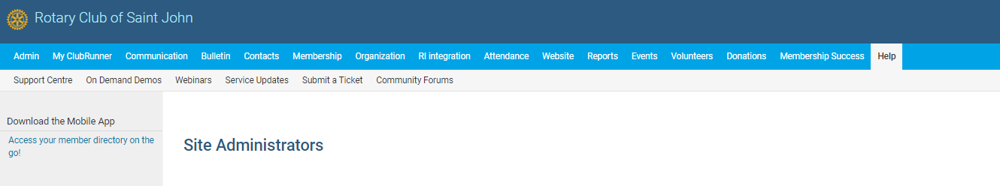 Rotary Club of Saint John
Admin My ClubRunner Communication Bulletin Contacts Membership Organization RI integration Attendance Website Reports Events Volunteers Donations Membership Success Help
Support Centre On Demand Demos Webinars Service Updates Submit a Ticket Community Forums
Download the Mobile App
Access your member directory on the
go!
Site Administrators